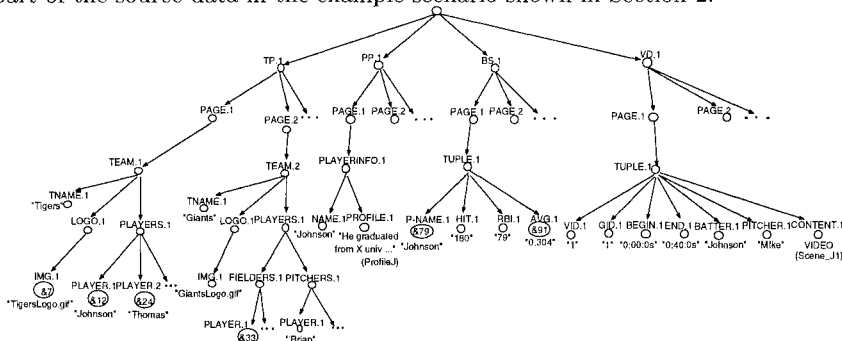 part of the source data in the example scenario shown in Section 2.
TP.1 PP.1 BS.1 VD.1
PAGE.1 PAGE.2 ... PAGE.1 PAGE.2 ... PAGE.1 PAGE.2 ... PAGE.1 PAGE.2 ...
TEAM.1 TEAM.2 PLAYERINFO.1 TUPLE.1 TUPLE.1
TNAME.1 LOGO.1 PLAYERS.1 TNAME.1 LOGO.1 PLAYERS.1 NAME.1 PROFILE.1 P-NAME.1 HIT.1 RBI.1 AVG.1 VID.1 GID.1 BEGIN.1 END.1 BATTER.1 PITCHER.1 CONTENT.1
"Tigers" "Giants" "Johnson" "He graduated from X univ ..." (ProfileJ) &79 "Johnson" "180" "79" &91 "0,304" "1" "1" "0:00:0s" "0:40:0s" "Johnson" "Mike" VIDEO (Scene_J1)
IMG.1 PLAYER.1 PLAYER.2 ... IMG.1 FIELDERS.1 PITCHERS.1
&7 &12 &24
"TigersLogo.gif" "Johnson" "Thomas" "GiantsLogo.gif"
PLAYER.1 ... PLAYER.1 ...
&33 "Brian"